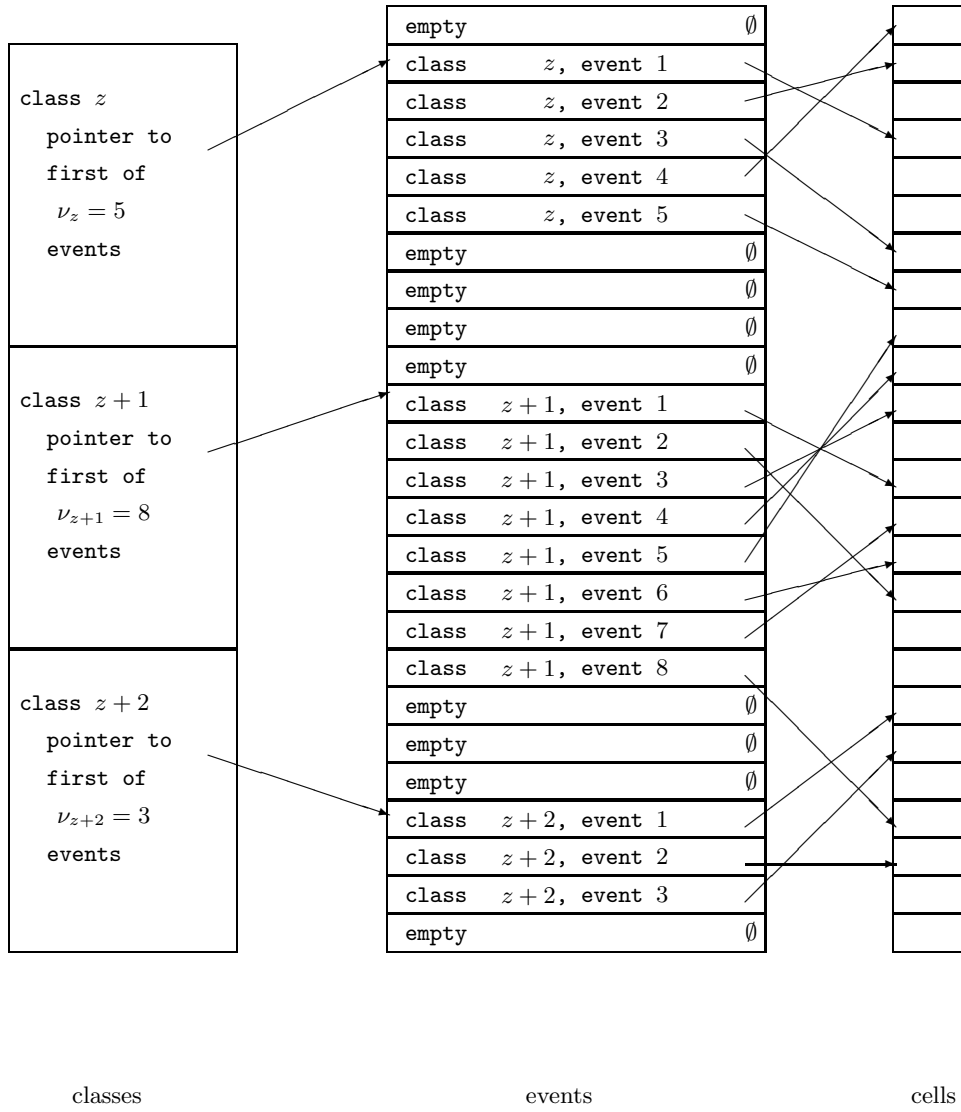 class z
pointer to
first of
ν_z = 5
events
class z + 1
pointer to
first of
ν_{z+1} = 8
events
class z + 2
pointer to
first of
ν_{z+2} = 3
events
empty ∅
class z, event 1
class z, event 2
class z, event 3
class z, event 4
class z, event 5
empty ∅
empty ∅
empty ∅
empty ∅
class z + 1, event 1
class z + 1, event 2
class z + 1, event 3
class z + 1, event 4
class z + 1, event 5
class z + 1, event 6
class z + 1, event 7
class z + 1, event 8
empty ∅
empty ∅
empty ∅
class z + 2, event 1
class z + 2, event 2
class z + 2, event 3
empty ∅
classes
events
cells